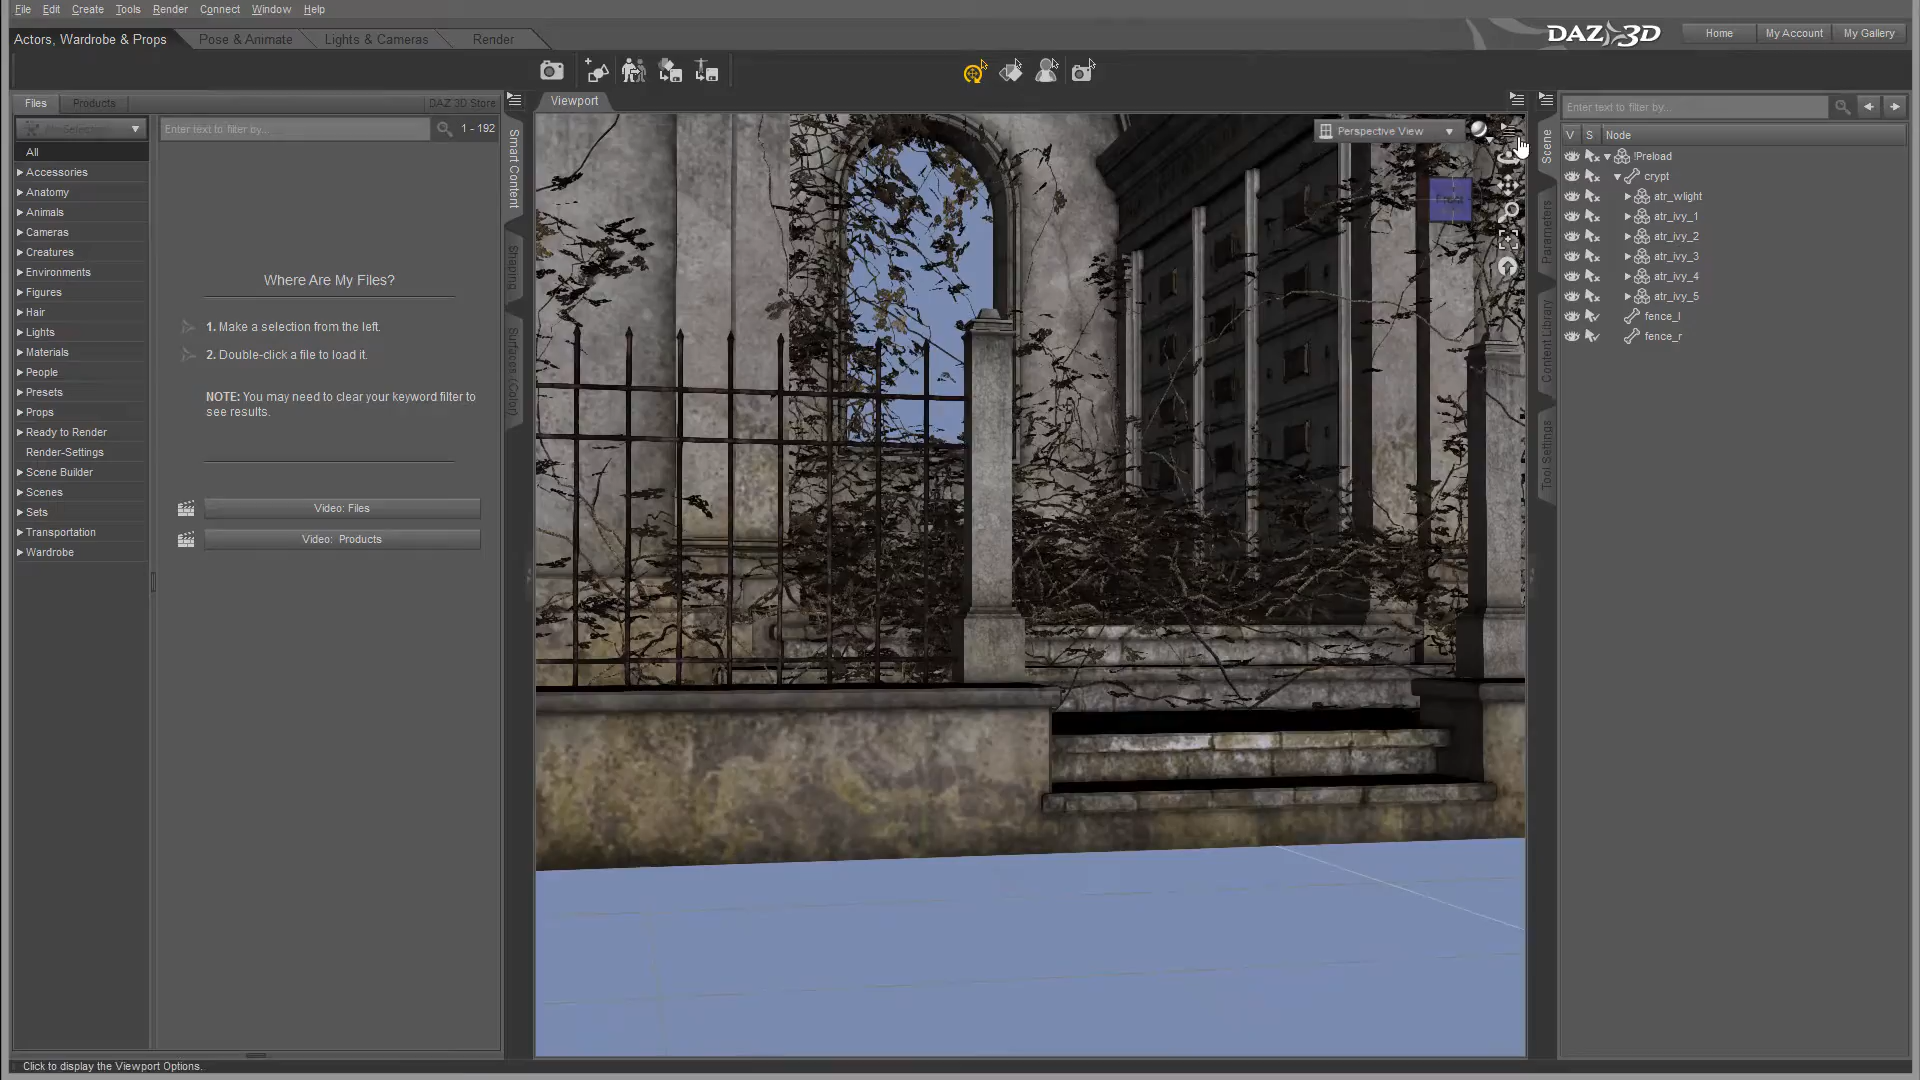 File Edit Create Tools Render Connect Window Help
Actors, Wardrobe & Props Pose & Animate Lights & Cameras Render
DAZ 3D
Home My Account My Gallery
Files Products DAZ 3D Store
Enter text to filter by... 1 - 192
All
Accessories
Anatomy
Animals
Cameras
Creatures
Environments
Figures
Hair
Lights
Materials
People
Presets
Props
Ready to Render
Render-Settings
Scene Builder
Scenes
Sets
Transportation
Wardrobe
Where Are My Files?
1. Make a selection from the left.
2. Double-click a file to load it.
NOTE: You may need to clear your keyword filter to
see results.
Video: Files
Video: Products
Smart Content
Shaping
Surfaces (Color)
Viewport
Perspective View
Front
Scene
Parameters
Content Library
Tool Settings
Enter text to filter by...
V S Node
!Preload
crypt
atr_wlight
atr_ivy_1
atr_ivy_2
atr_ivy_3
atr_ivy_4
atr_ivy_5
fence_l
fence_r
Click to display the Viewport Options.